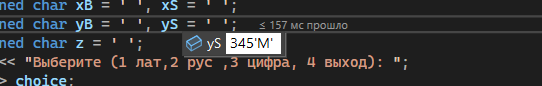 ned char xB = ' ', xS = ' ';
ned char yB = ' ', yS = ' '; ≤ 157 мс прошло
ned char z = ' '; yS 345'M'
<< "Выберите (1 лат,2 рус ,3 цифра, 4 выход): ";
> choice;